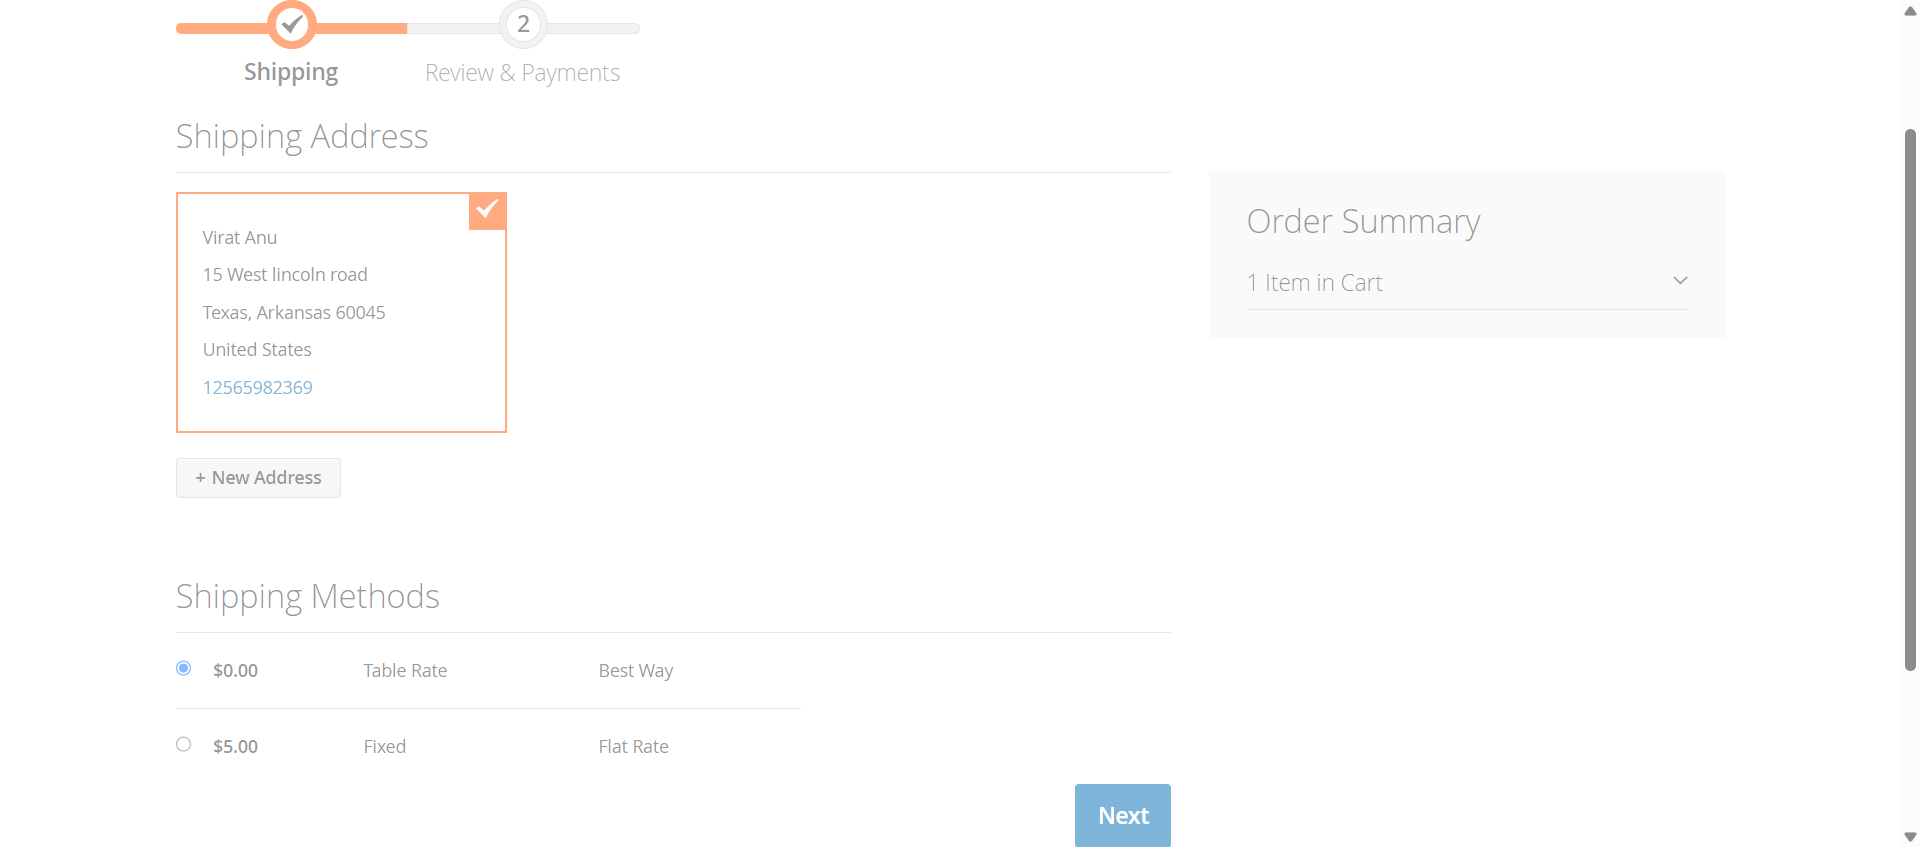 2
Shipping
Review & Payments
Shipping Address
Virat Anu
15 West lincoln road
Texas, Arkansas 60045
United States
12565982369
+ New Address
Order Summary
1 Item in Cart
Shipping Methods
$0.00 Table Rate Best Way
$5.00 Fixed Flat Rate
Next